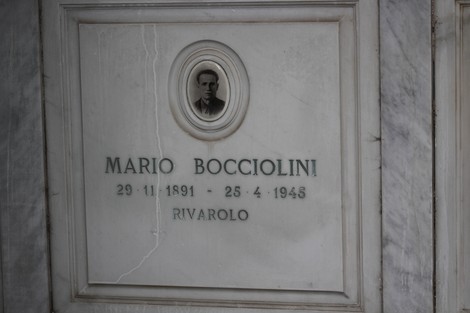 MARIO BOCCIOLINI
29·11·1891 - 25·4·1945
RIVAROLO